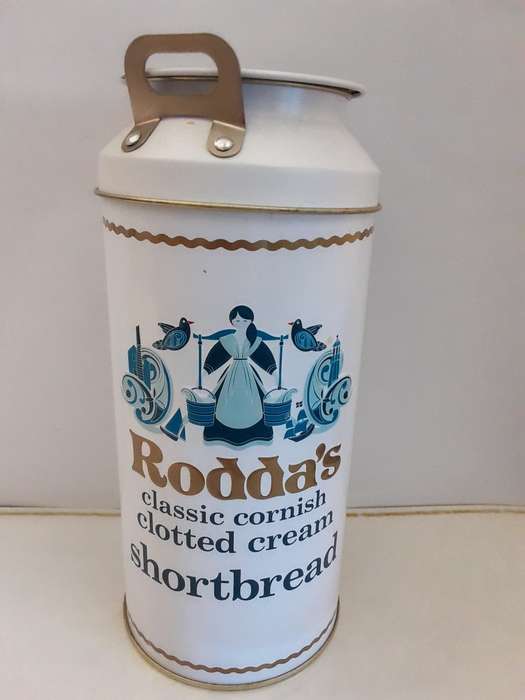 Rodda's
classic cornish
clotted cream
shortbread